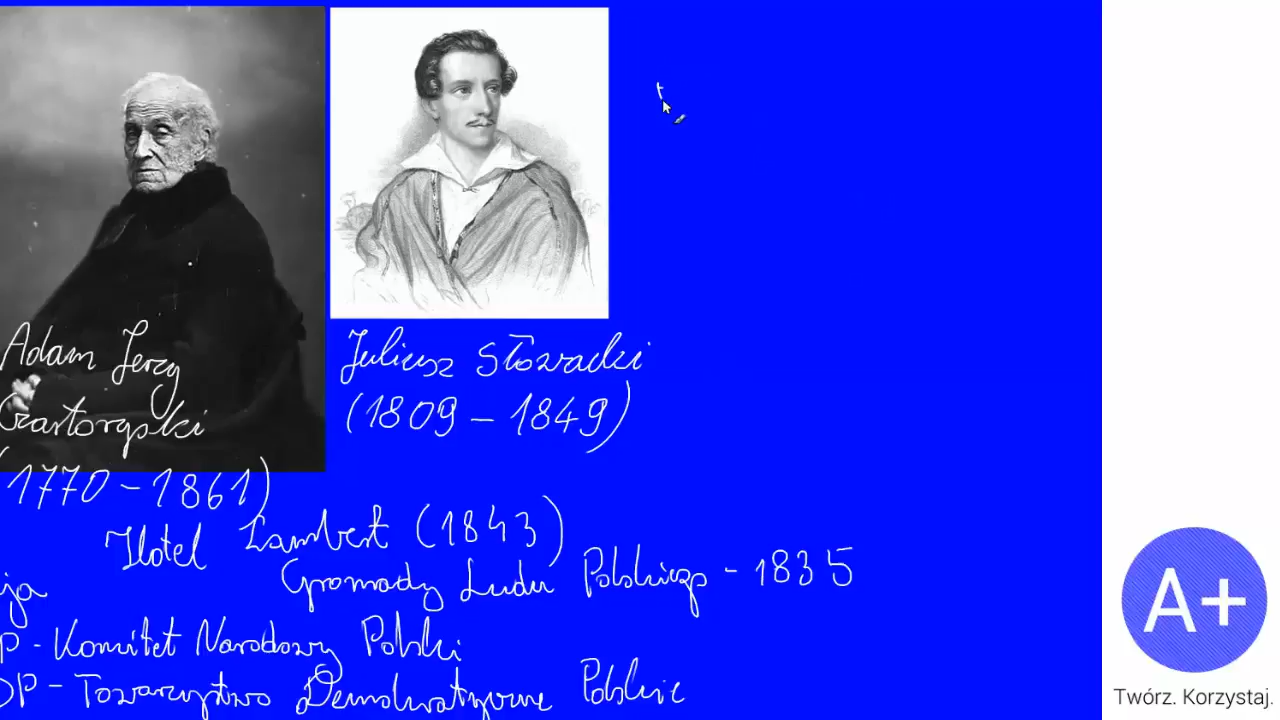 Adam Jerzy
Czartoryski
(1770 - 1861)
Juliusz Słowacki
(1809 - 1849)
Hotel Lambert (1843)
ija
Gromady Ludu Polskiego - 1835
P - Komitet Narodowy Polski
DP - Towarzystwo Demokratyczne Polskie
A+
Twórz. Korzystaj.